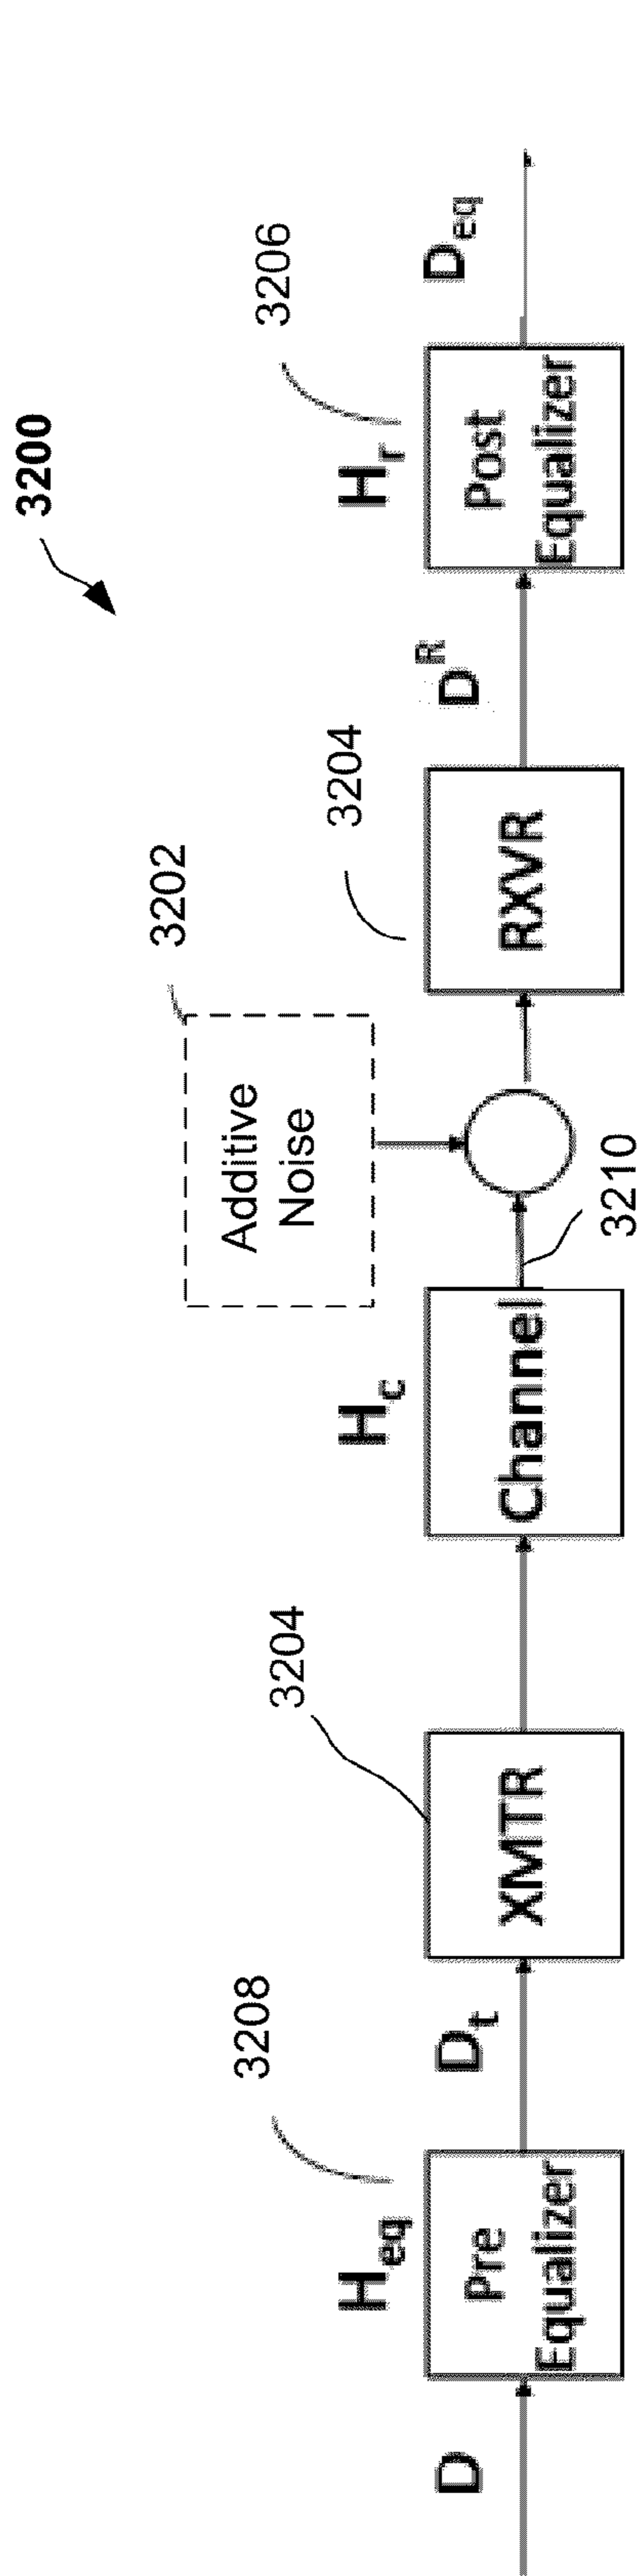 3200
3202
Additive
Noise
3208
3204
3204
3206
H_eq
H_c
H_r
D
Pre
Equalizer
D_t
XMTR
Channel
3210
RXVR
D^R
Post
Equalizer
D_eq